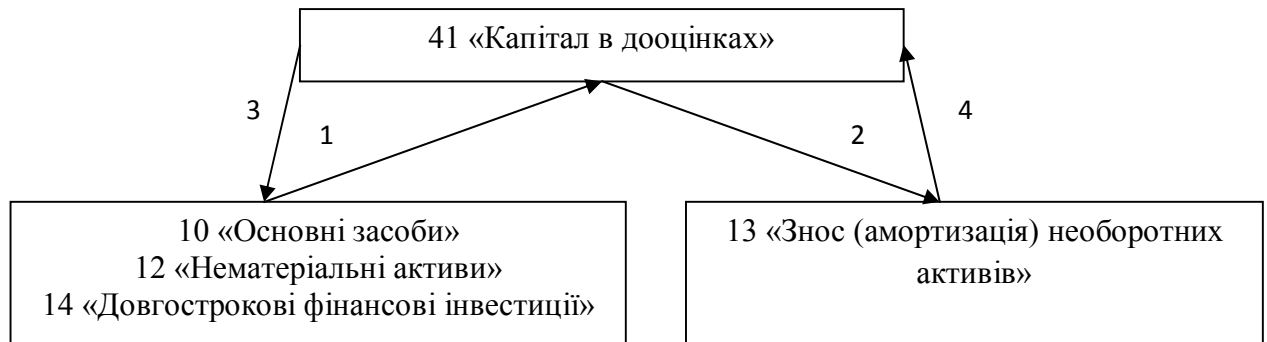 41 «Капітал в дооцінках»
3
1
2
4
10 «Основні засоби»
12 «Нематеріальні активи»
14 «Довгострокові фінансові інвестиції»
13 «Знос (амортизація) необоротних
активів»